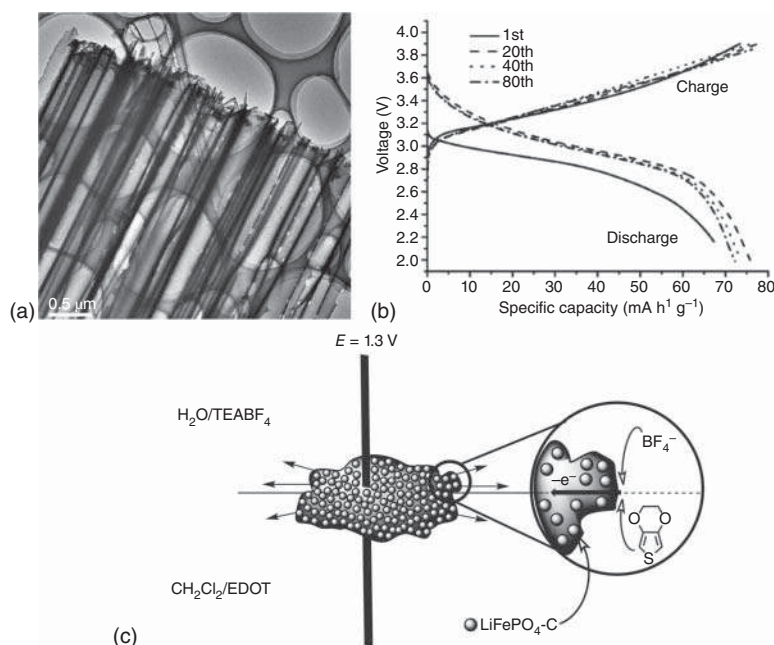 0.5 µm
(a)
4.0
3.8
3.6
3.4
3.2
3.0
2.8
2.6
2.4
2.2
2.0
Voltage (V)
1st
20th
40th
80th
Charge
Discharge
0 10 20 30 40 50 60 70 80
Specific capacity (mA h¹ g⁻¹)
(b)
E = 1.3 V
H₂O/TEABF₄
BF₄⁻
–e⁻
O O
S
CH₂Cl₂/EDOT
LiFePO₄-C
(c)